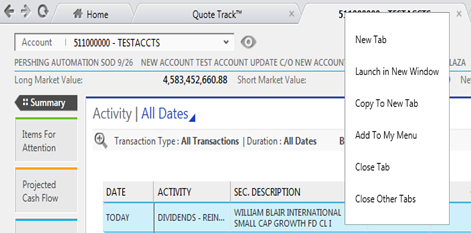 Home
Quote Track™
511000000 - TESTACCTS
Account
511000000 - TESTACCTS
PERSHING AUTOMATION SOD 9/26 NEW ACCOUNT TEST ACCOUNT UPDATE C/O NEW ACCOUN
LAZA
Long Market Value:
4,583,452,660.88
Short Market Value:
Ne
New Tab
Launch in New Window
Copy To New Tab
Add To My Menu
Close Tab
Close Other Tabs
Summary
Items For
Attention
Projected
Cash Flow
Activity | All Dates
Transaction Type : All Transactions | Duration : All Dates
B
DATE
ACTIVITY
SEC. DESCRIPTION
TODAY
DIVIDENDS - REIN...
WILLIAM BLAIR INTERNATIONAL
SMALL CAP GROWTH FD CL I